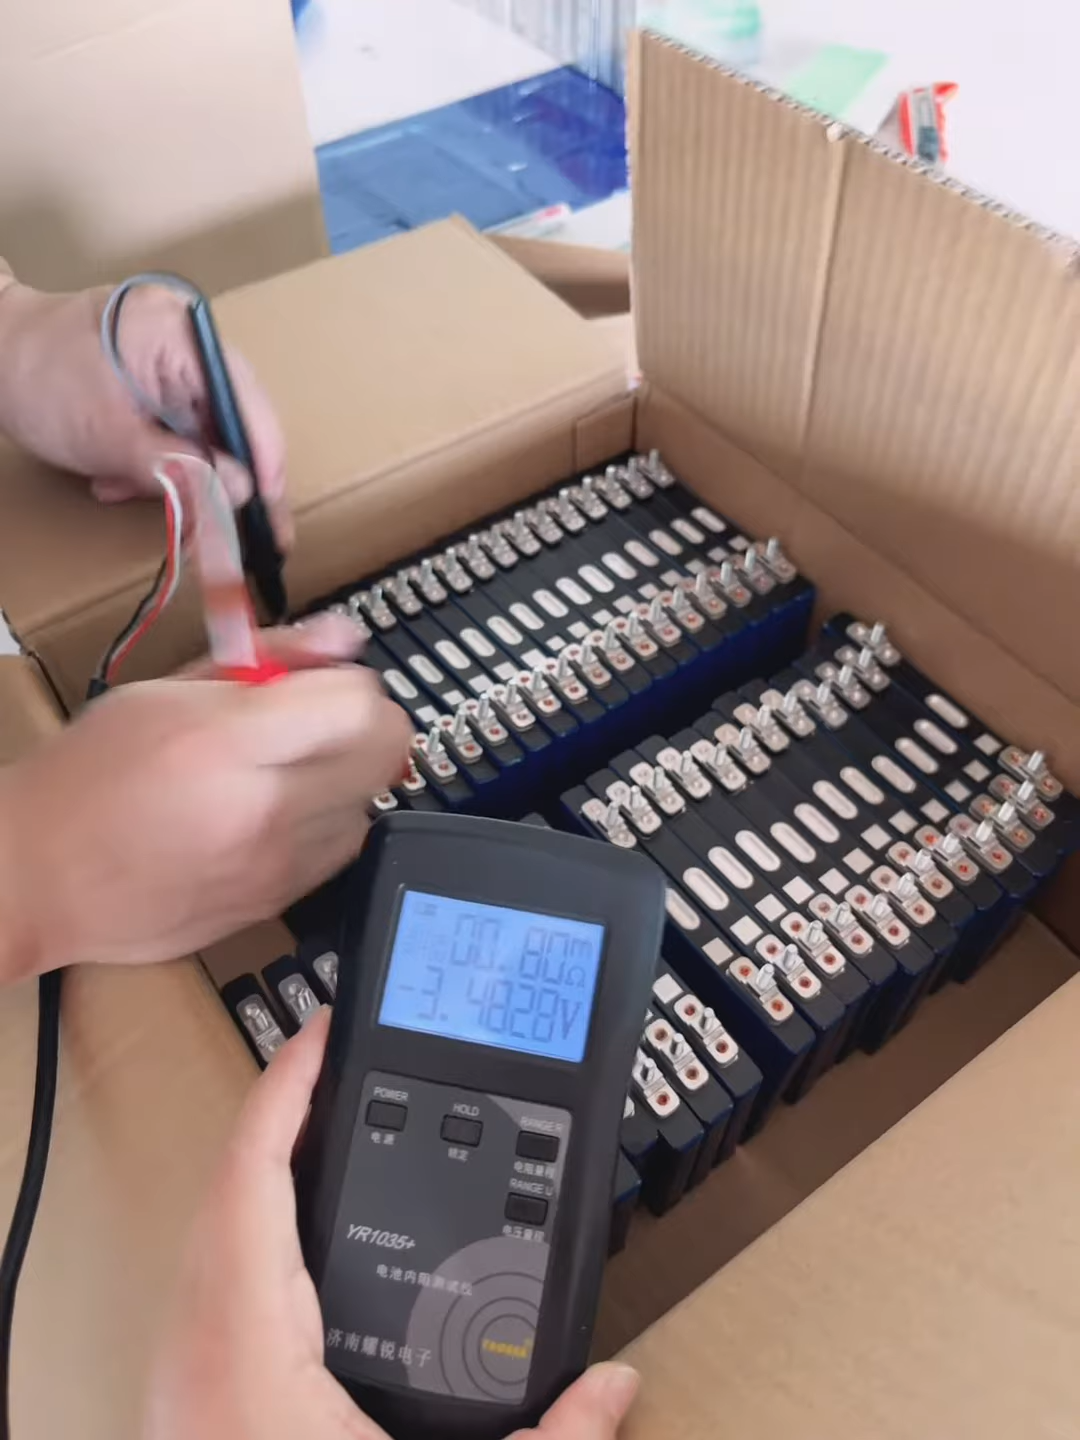 00.80mΩ
-3.4828V
POWER
电源
HOLD
锁定
RANGE R
电阻量程
RANGE U
电压量程
YR1035+
电池内阻测试仪
济南耀锐电子